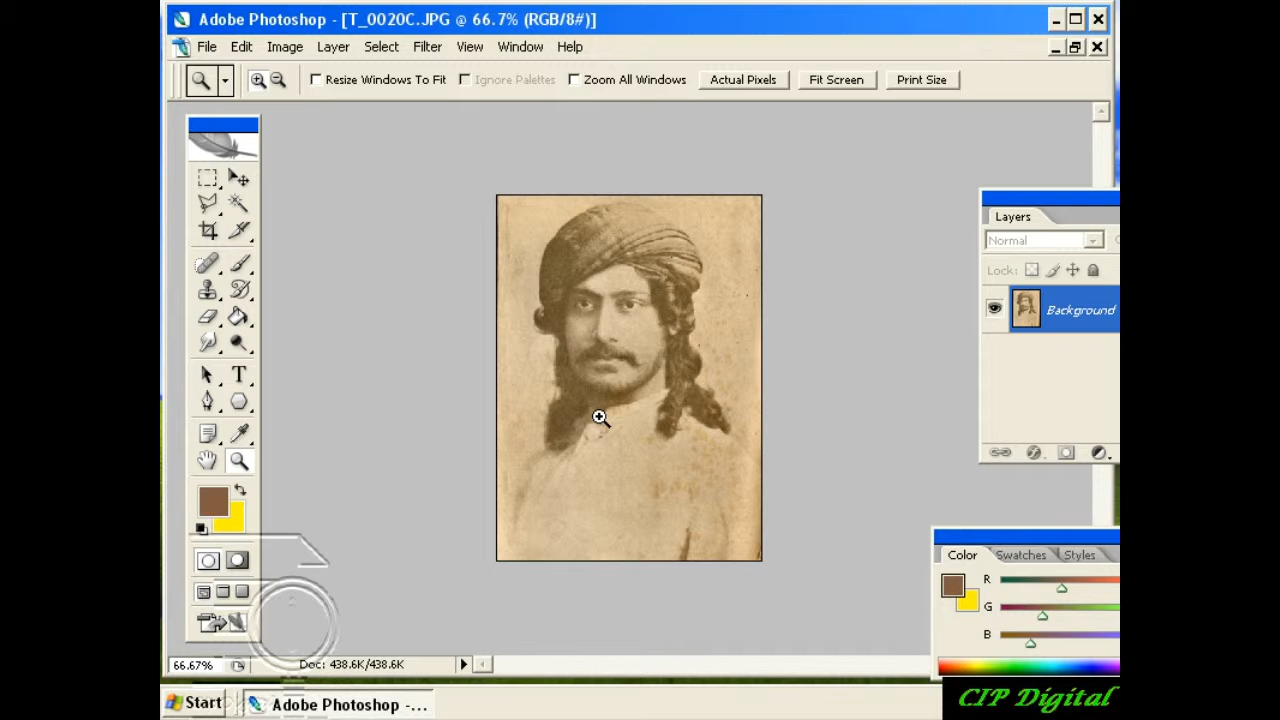 Adobe Photoshop - [T_0020C.JPG @ 66.7% (RGB/8#)]
File Edit Image Layer Select Filter View Window Help
Resize Windows To Fit Ignore Palettes Zoom All Windows Actual Pixels Fit Screen Print Size
Layers
Normal
Lock:
Background
Color Swatches Styles
R
G
B
66.67% Doc: 438.6K/438.6K
Start Adobe Photoshop - ...
CIP Digital